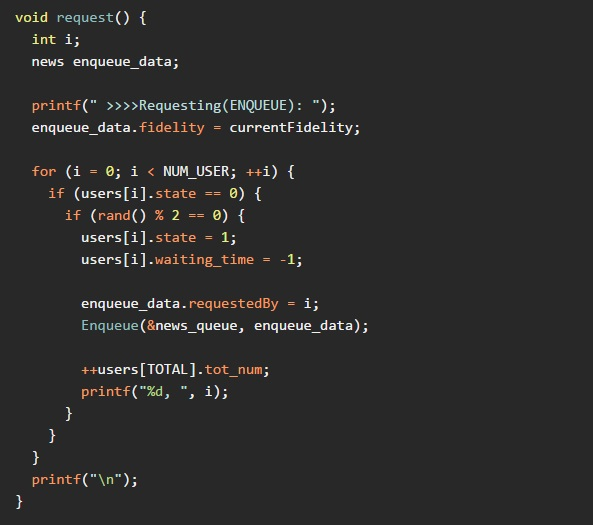 void request() {
  int i;
  news enqueue_data;

  printf(" >>>>Requesting(ENQUEUE): ");
  enqueue_data.fidelity = currentFidelity;

  for (i = 0; i < NUM_USER; ++i) {
    if (users[i].state == 0) {
      if (rand() % 2 == 0) {
        users[i].state = 1;
        users[i].waiting_time = -1;

        enqueue_data.requestedBy = i;
        Enqueue(&news_queue, enqueue_data);

        ++users[TOTAL].tot_num;
        printf("%d, ", i);
      }
    }
  }
  printf("\n");
}